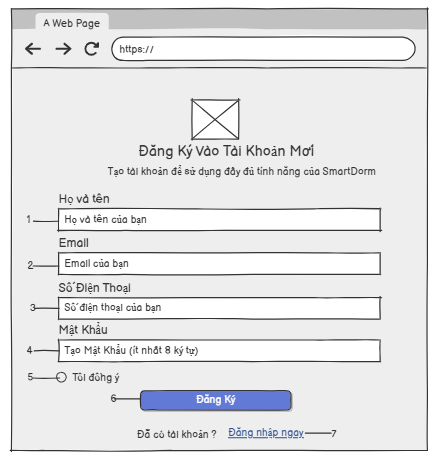 A Web Page
https://
Đăng Ký Vào Tài Khoản Mới
Tạo tài khoản để sử dụng đầy đủ tính năng của SmartDorm
Họ và tên
1 Họ và tên của bạn
Email
2 Email của bạn
Số Điện Thoại
3 Số điện thoại của bạn
Mật Khẩu
4 Tạo Mật Khẩu (ít nhất 8 ký tự)
5 Tôi đồng ý
6 Đăng Ký
Đã có tài khoản ? Đăng nhập ngay 7